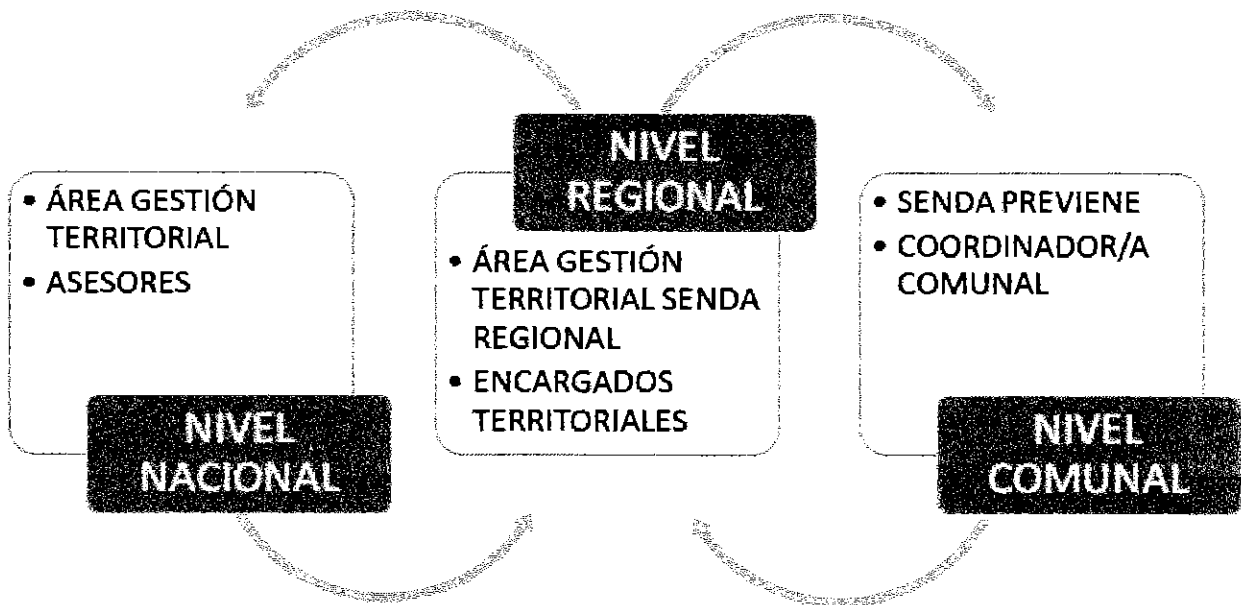 • ÁREA GESTIÓN
TERRITORIAL
• ASESORES
NIVEL
NACIONAL
NIVEL
REGIONAL
• ÁREA GESTIÓN
TERRITORIAL SENDA
REGIONAL
• ENCARGADOS
TERRITORIALES
• SENDA PREVIENE
• COORDINADOR/A
COMUNAL
NIVEL
COMUNAL